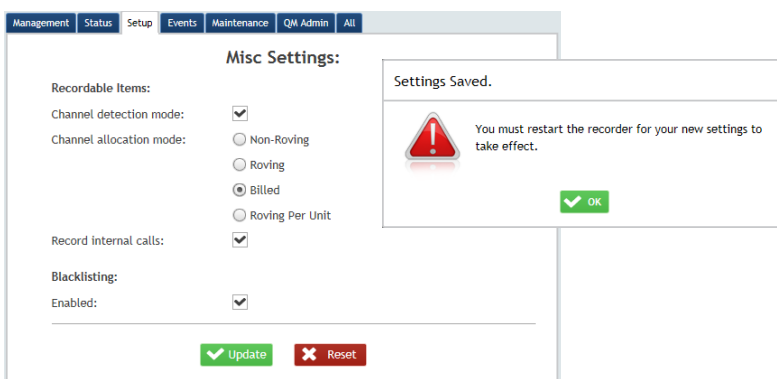 Management Status Setup Events Maintenance QM Admin All
Misc Settings:
Recordable Items:
Channel detection mode:
Channel allocation mode:
Non-Roving
Roving
Billed
Roving Per Unit
Record internal calls:
Blacklisting:
Enabled:
Update Reset
Settings Saved.
You must restart the recorder for your new settings to
take effect.
OK